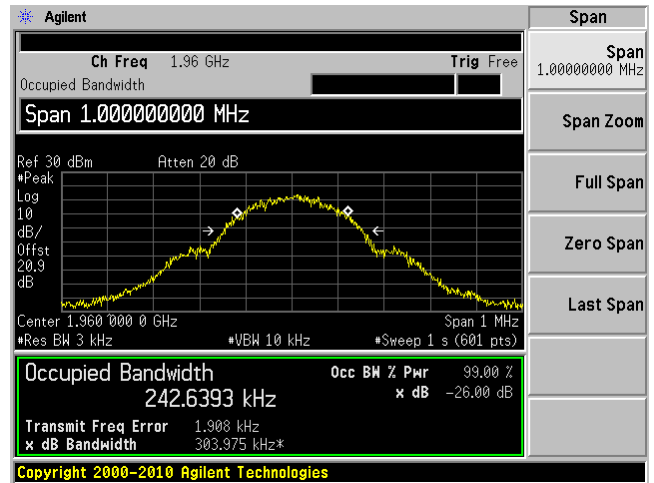 Agilent
Span
Ch Freq 1.96 GHz Trig Free
Occupied Bandwidth
Span 1.000000000 MHz
Span
1.00000000 MHz
Span Zoom
Full Span
Zero Span
Last Span
Ref 30 dBm Atten 20 dB
#Peak
Log
10
dB/
Offst
20.9
dB
Center 1.960 000 0 GHz Span 1 MHz
#Res BW 3 kHz #VBW 10 kHz #Sweep 1 s (601 pts)
Occupied Bandwidth Occ BW % Pwr 99.00 %
242.6393 kHz x dB -26.00 dB
Transmit Freq Error 1.908 kHz
x dB Bandwidth 303.975 kHz*
Copyright 2000-2010 Agilent Technologies